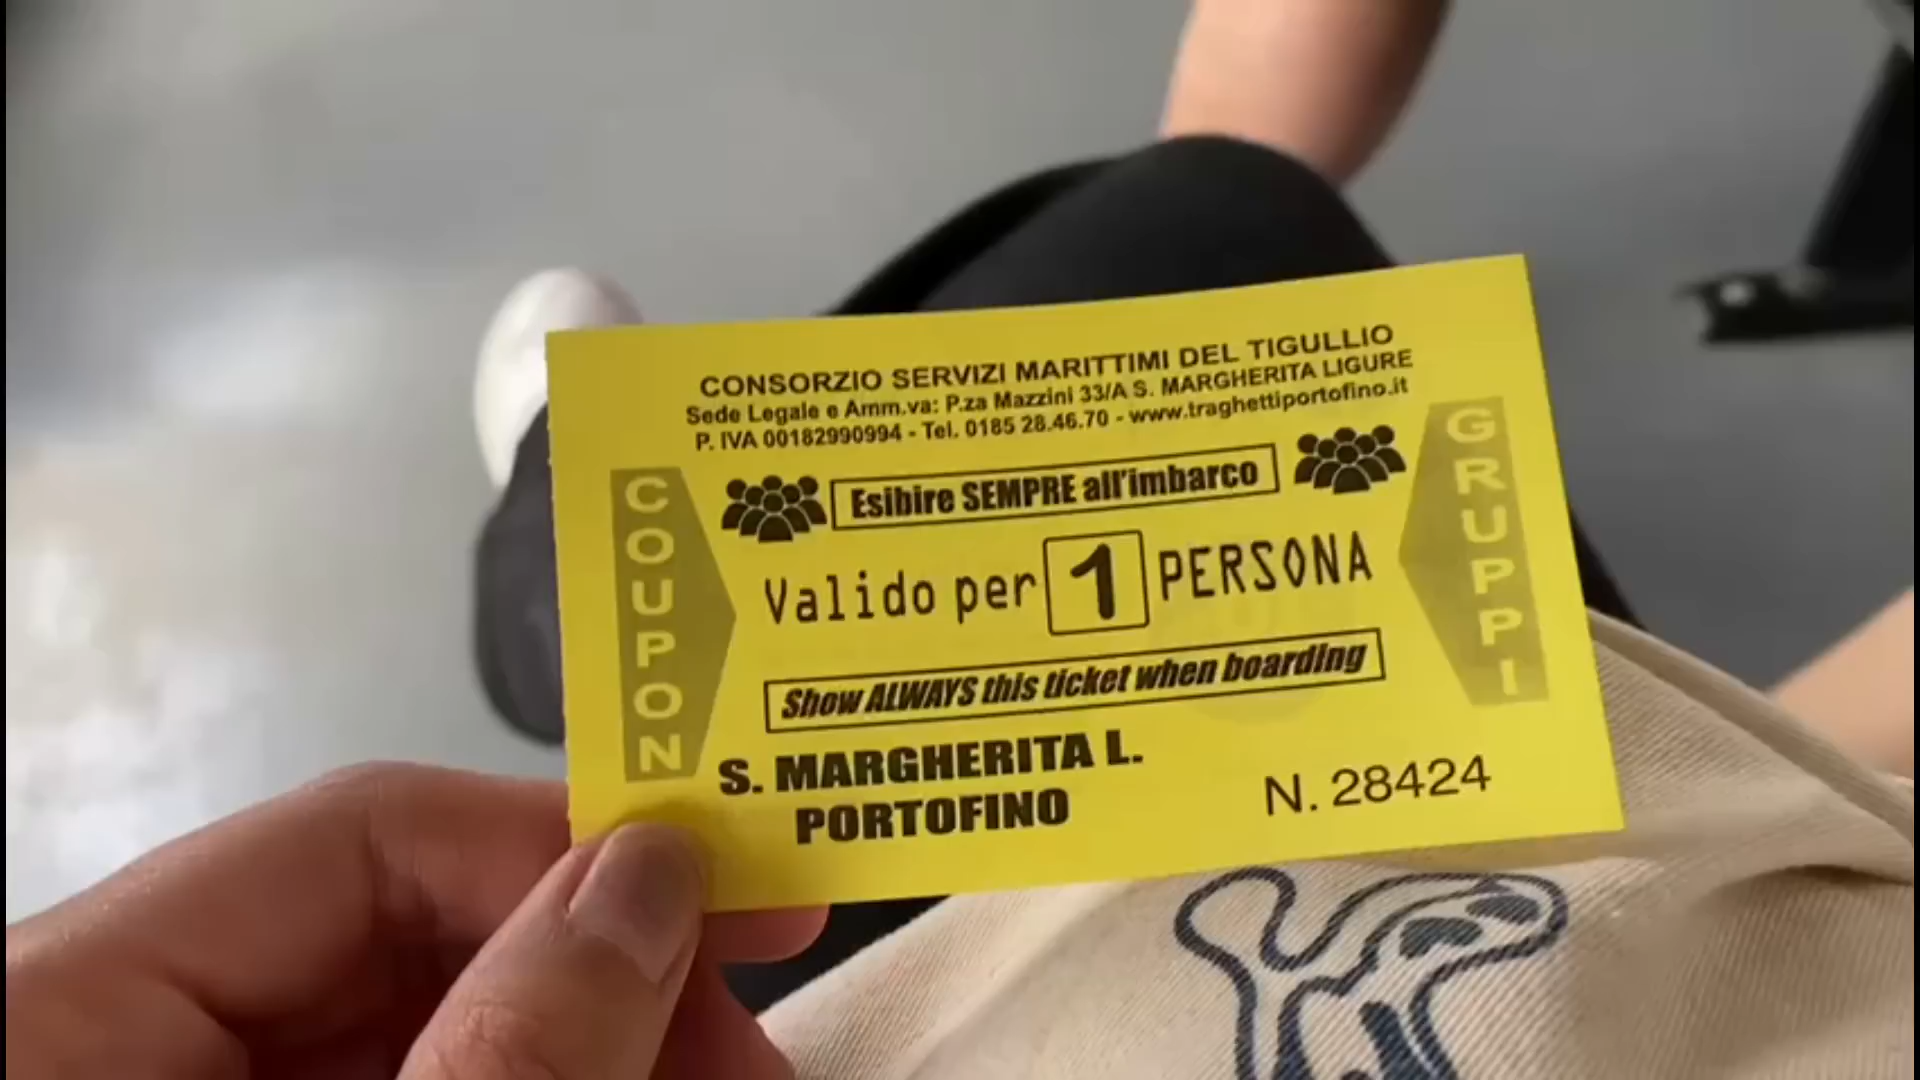 CONSORZIO SERVIZI MARITTIMI DEL TIGULLIO
Sede Legale e Amm.va: P.za Mazzini 33/A S. MARGHERITA LIGURE
P. IVA 00182990994 - Tel. 0185 28.46.70 - www.traghettiportofino.it
COUPON
Esibire SEMPRE all'imbarco
GRUPPI
Valido per 1 PERSONA
Show ALWAYS this ticket when boarding
S. MARGHERITA L.
PORTOFINO
N. 28424